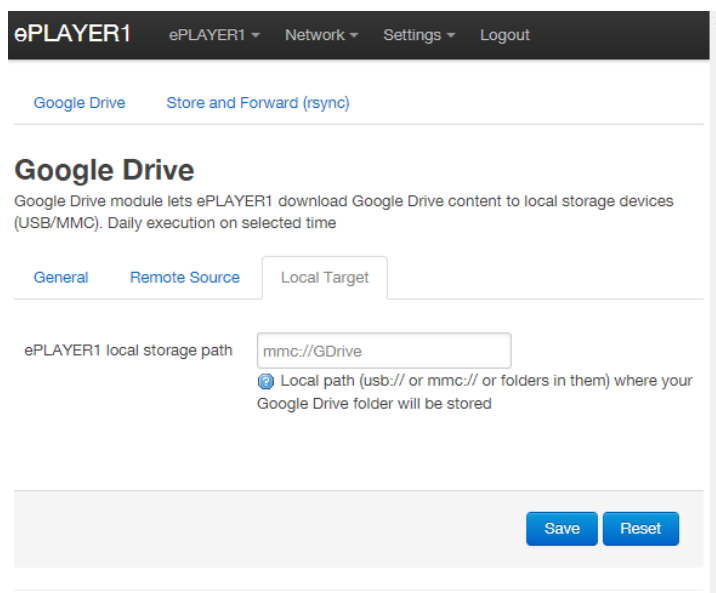 ePLAYER1 ePLAYER1 Network Settings Logout
Google Drive Store and Forward (rsync)
Google Drive
Google Drive module lets ePLAYER1 download Google Drive content to local storage devices
(USB/MMC). Daily execution on selected time
General Remote Source Local Target
ePLAYER1 local storage path mmc://GDrive
Local path (usb:// or mmc:// or folders in them) where your
Google Drive folder will be stored
Save Reset